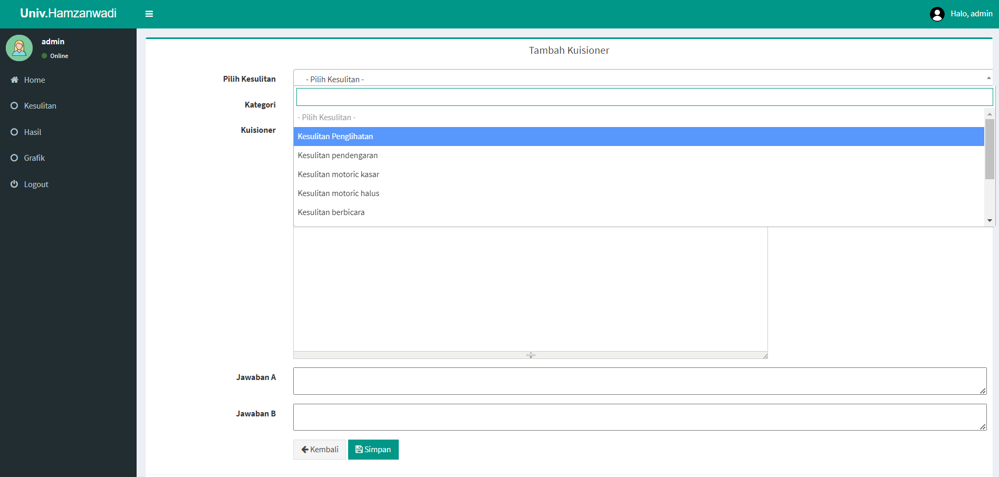 Univ.Hamzanwadi
Halo, admin
admin
Online
Home
Kesulitan
Hasil
Grafik
Logout
Tambah Kuisioner
Pilih Kesulitan
- Pilih Kesulitan -
- Pilih Kesulitan -
Kesulitan Penglihatan
Kesulitan pendengaran
Kesulitan motoric kasar
Kesulitan motoric halus
Kesulitan berbicara
Kategori
Kuisioner
Jawaban A
Jawaban B
Kembali
Simpan